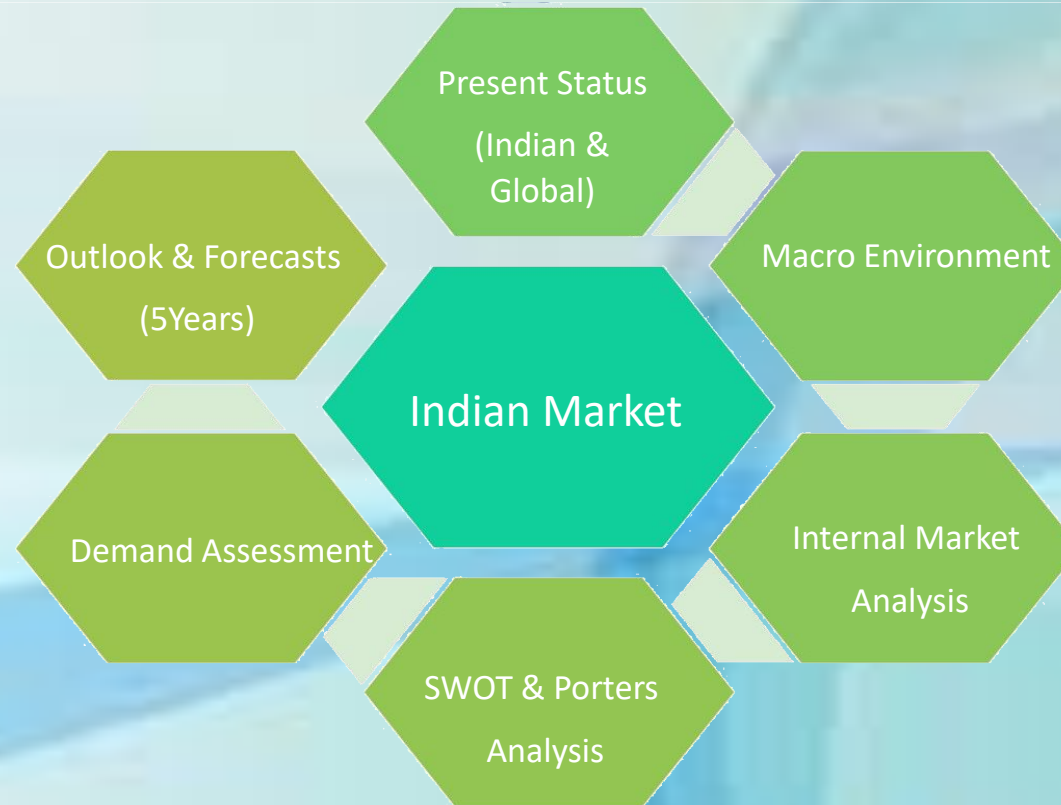 Present Status
(Indian &
Global)
Macro Environment
Internal Market
Analysis
SWOT & Porters
Analysis
Demand Assessment
Outlook & Forecasts
(5Years)
Indian Market